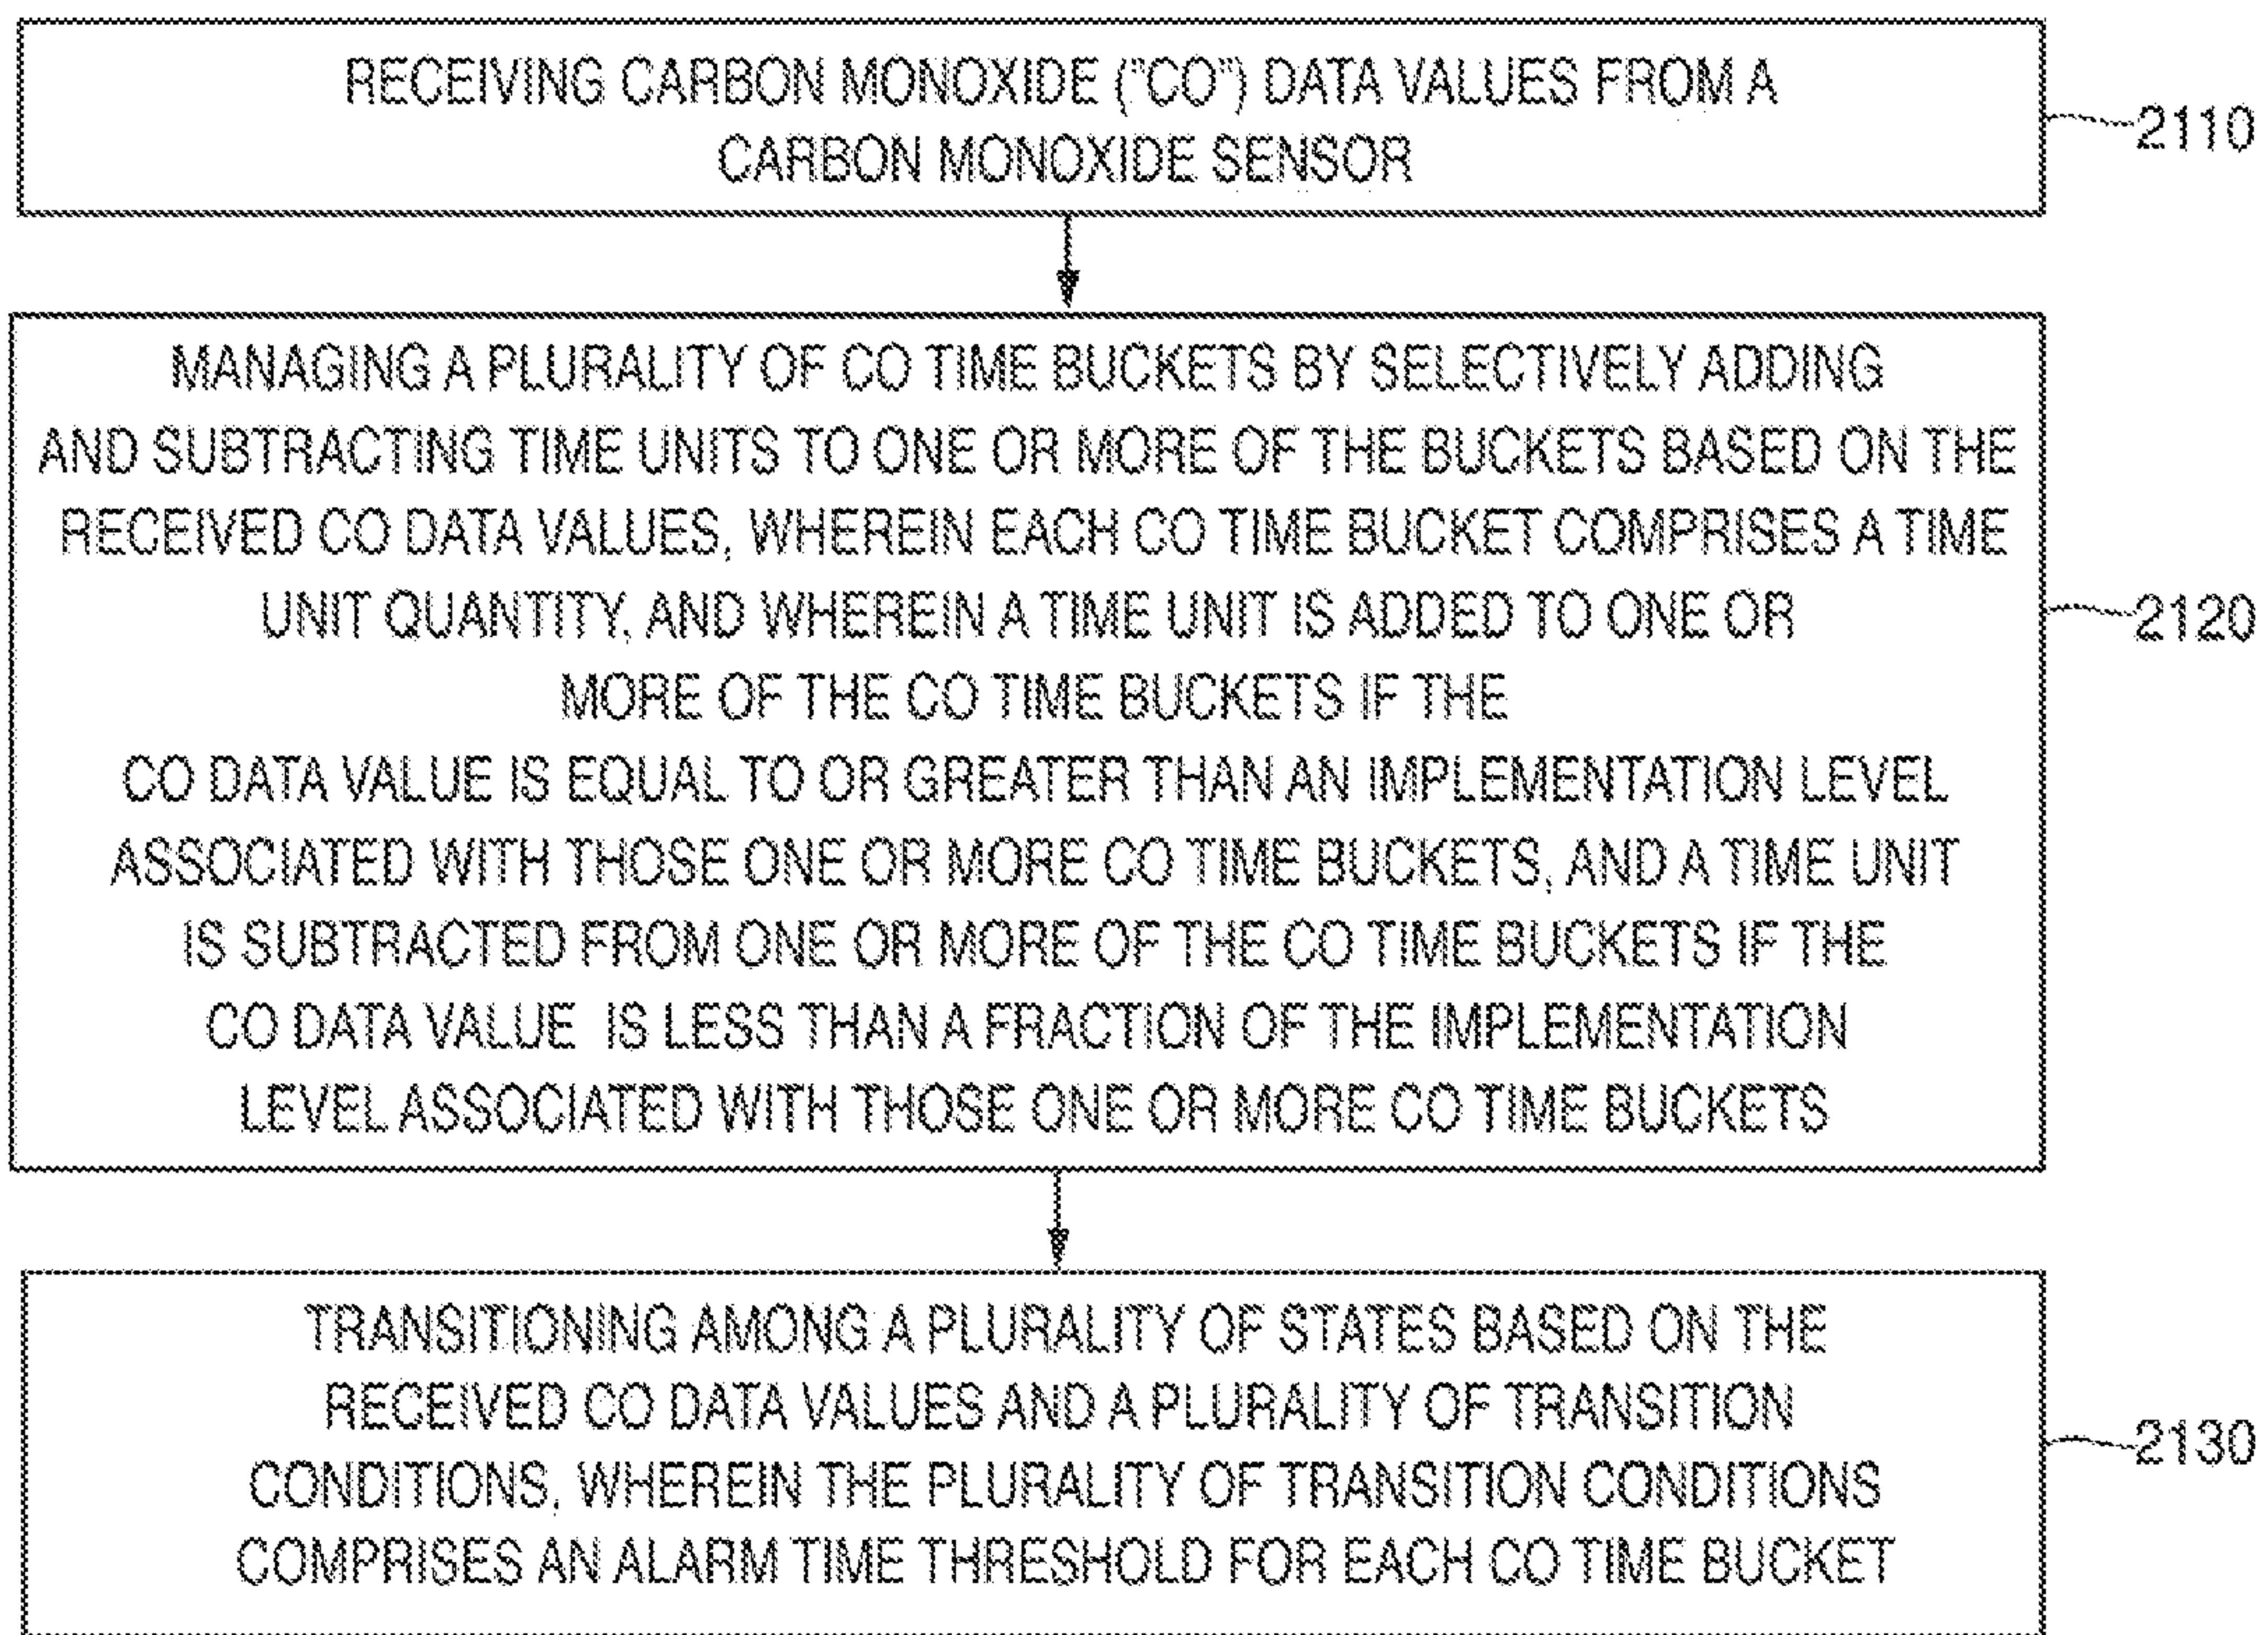 RECEIVING CARBON MONOXIDE ("CO") DATA VALUES FROM A
CARBON MONOXIDE SENSOR
2110
MANAGING A PLURALITY OF CO TIME BUCKETS BY SELECTIVELY ADDING
AND SUBTRACTING TIME UNITS TO ONE OR MORE OF THE BUCKETS BASED ON THE
RECEIVED CO DATA VALUES, WHEREIN EACH CO TIME BUCKET COMPRISES A TIME
UNIT QUANTITY, AND WHEREIN A TIME UNIT IS ADDED TO ONE OR
MORE OF THE CO TIME BUCKETS IF THE
CO DATA VALUE IS EQUAL TO OR GREATER THAN AN IMPLEMENTATION LEVEL
ASSOCIATED WITH THOSE ONE OR MORE CO TIME BUCKETS, AND A TIME UNIT
IS SUBTRACTED FROM ONE OR MORE OF THE CO TIME BUCKETS IF THE
CO DATA VALUE IS LESS THAN A FRACTION OF THE IMPLEMENTATION
LEVEL ASSOCIATED WITH THOSE ONE OR MORE CO TIME BUCKETS
2120
TRANSITIONING AMONG A PLURALITY OF STATES BASED ON THE
RECEIVED CO DATA VALUES AND A PLURALITY OF TRANSITION
CONDITIONS, WHEREIN THE PLURALITY OF TRANSITION CONDITIONS
COMPRISES AN ALARM TIME THRESHOLD FOR EACH CO TIME BUCKET
2130